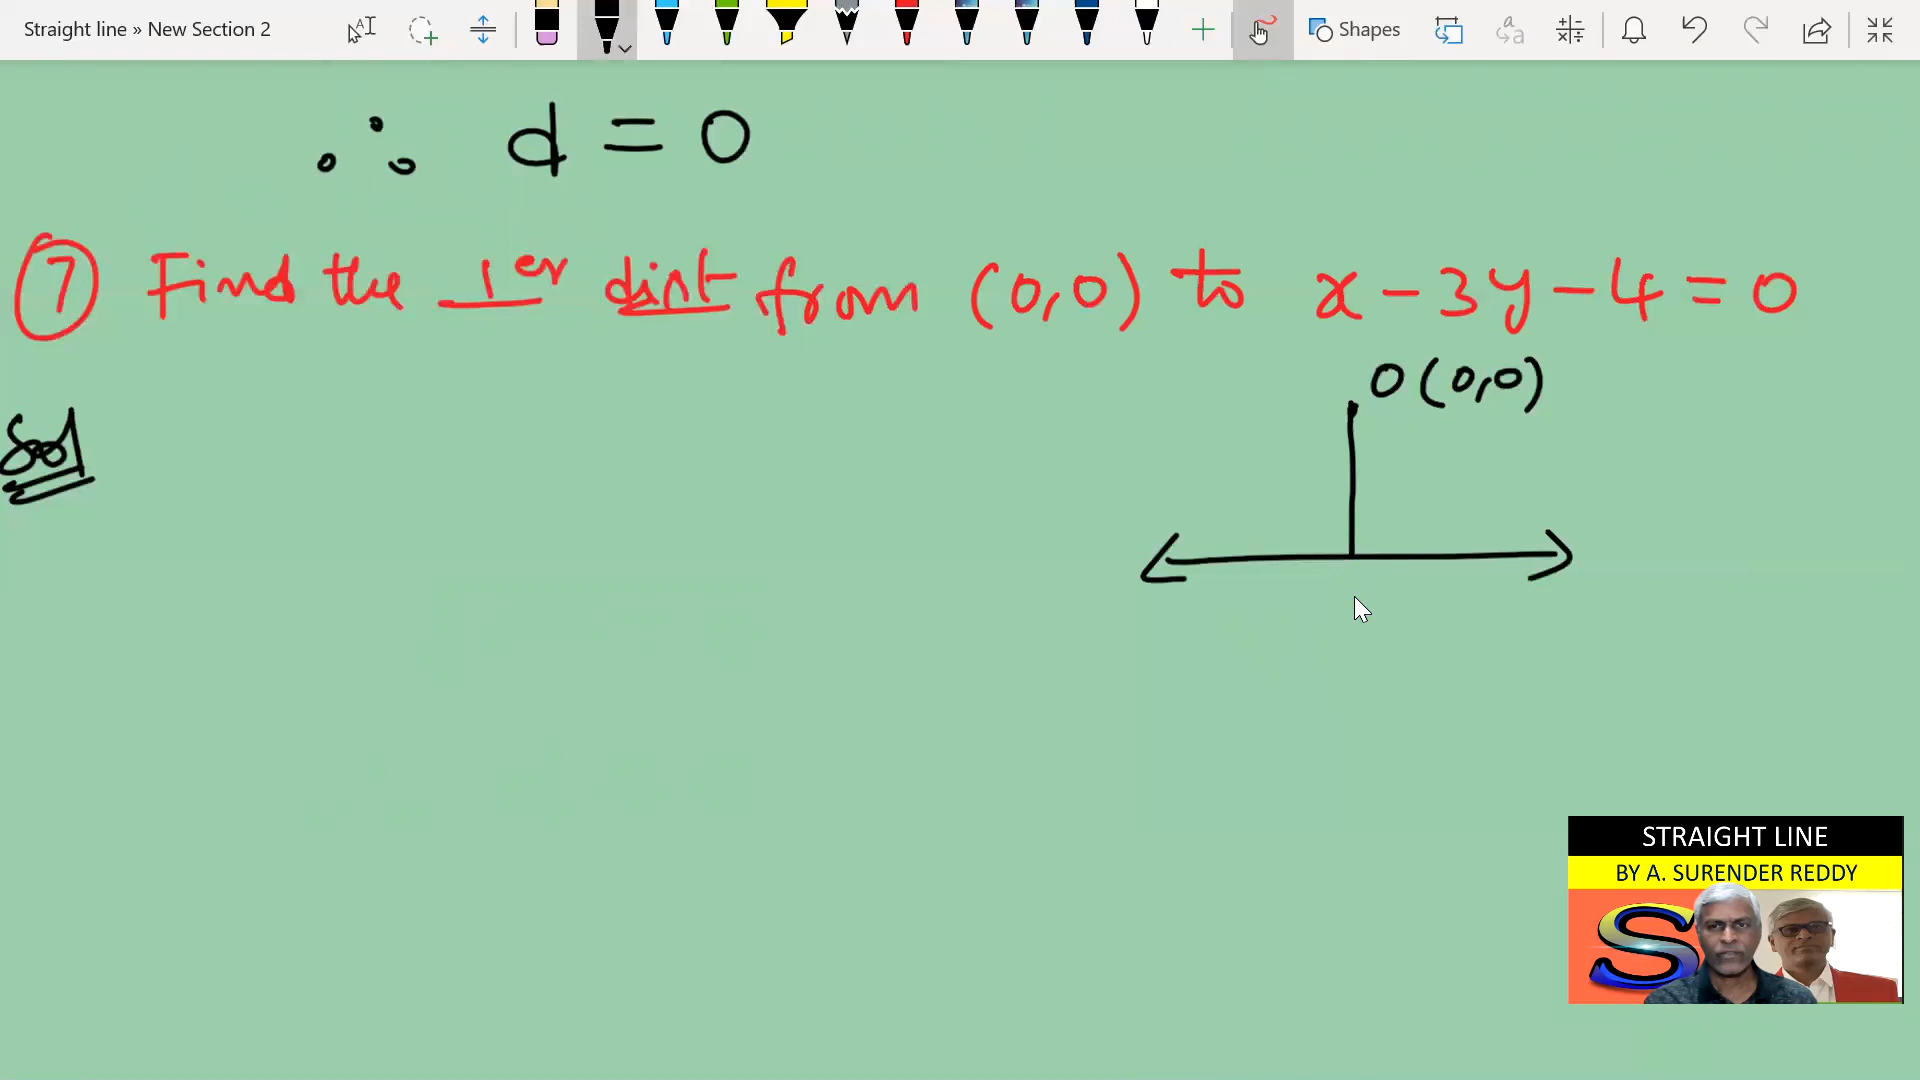 Straight line » New Section 2
Shapes
∴ d = 0
⑦ Find the ⊥er dist from (0,0) to x - 3y - 4 = 0
O (0,0)
Sol
STRAIGHT LINE
BY A. SURENDER REDDY
S